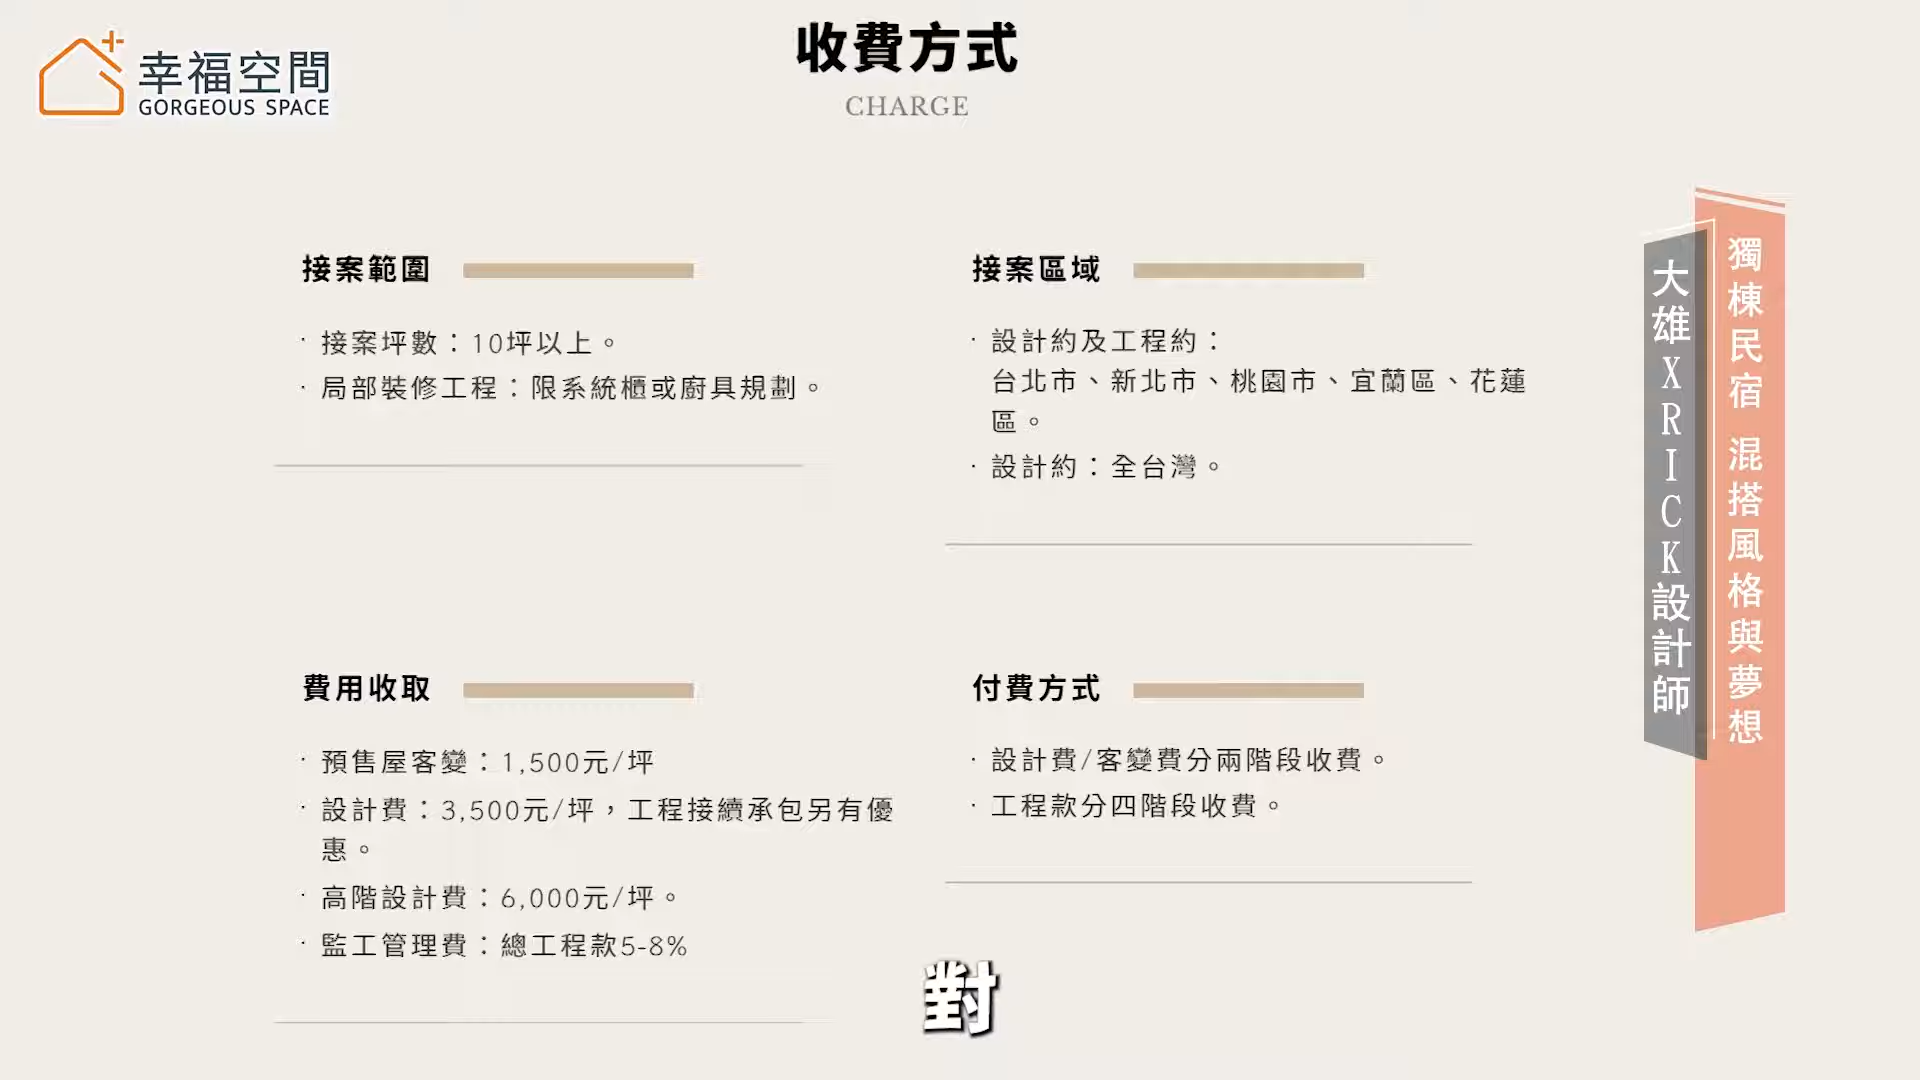 幸福空間
GORGEOUS SPACE
收費方式
CHARGE
接案範圍
· 接案坪數：10坪以上。
· 局部裝修工程：限系統櫃或廚具規劃。
接案區域
· 設計約及工程約：
台北市、新北市、桃園市、宜蘭區、花蓮
區。
· 設計約：全台灣。
費用收取
· 預售屋客變：1,500元/坪
· 設計費：3,500元/坪，工程接續承包另有優
惠。
· 高階設計費：6,000元/坪。
· 監工管理費：總工程款5-8%
付費方式
· 設計費/客變費分兩階段收費。
· 工程款分四階段收費。
獨棟民宿 混搭風格與夢想
大雄XRICK設計師
對